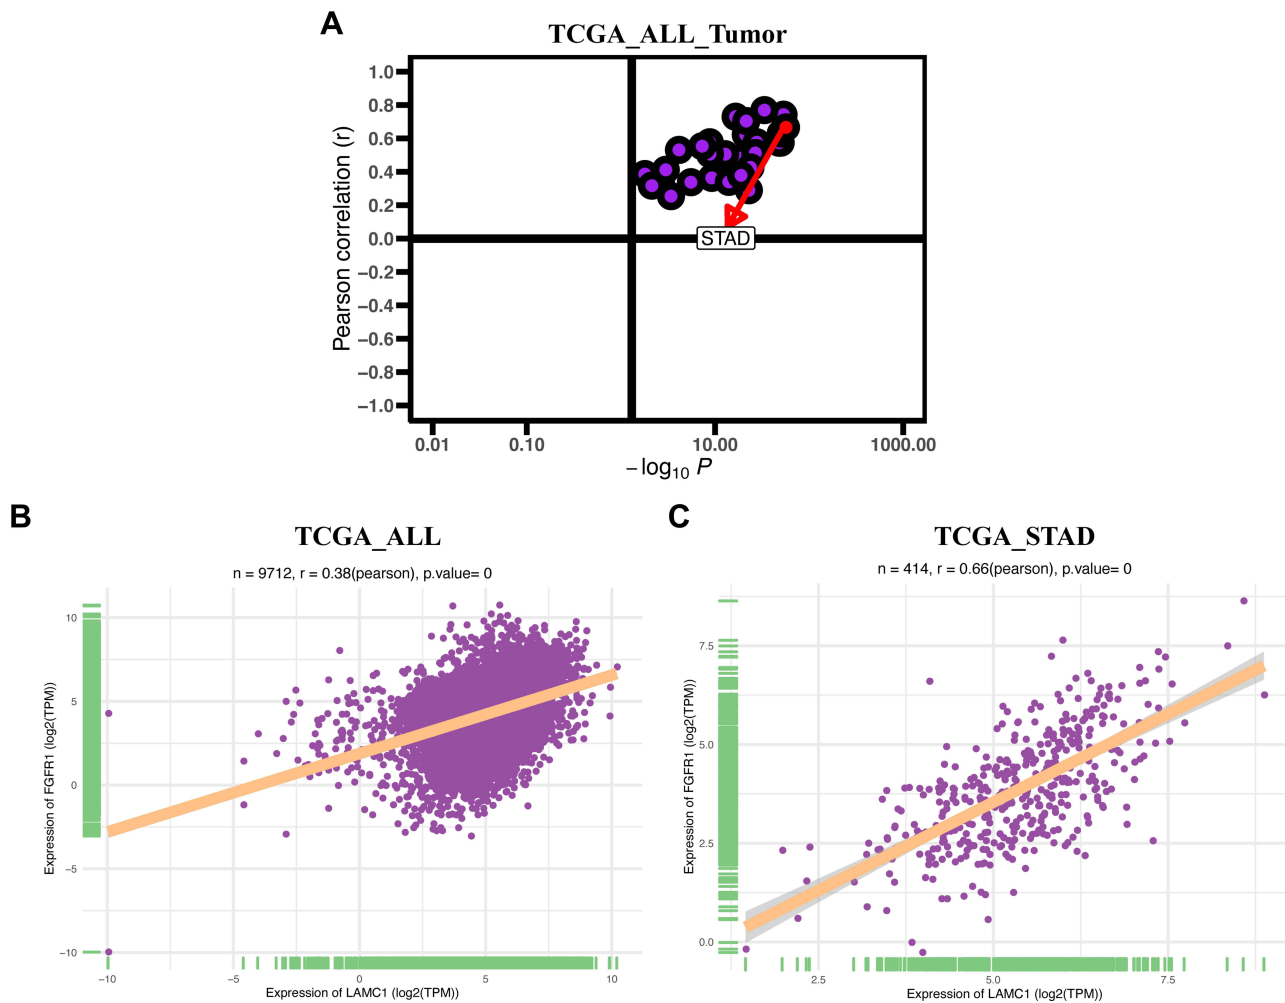 A
TCGA_ALL_Tumor
Pearson correlation (r)
1.0
0.8
0.6
0.4
0.2
0.0
−0.2
−0.4
−0.6
−0.8
−1.0
STAD
0.01 0.10 10.00 1000.00
−log10 P
B
TCGA_ALL
n = 9712, r = 0.38(pearson), p.value= 0
Expression of FGFR1 (log2(TPM))
10
5
0
−5
−10
−10 −5 0 5 10
Expression of LAMC1 (log2(TPM))
C
TCGA_STAD
n = 414, r = 0.66(pearson), p.value= 0
Expression of FGFR1 (log2(TPM))
7.5
5.0
2.5
0.0
2.5 5.0 7.5
Expression of LAMC1 (log2(TPM))